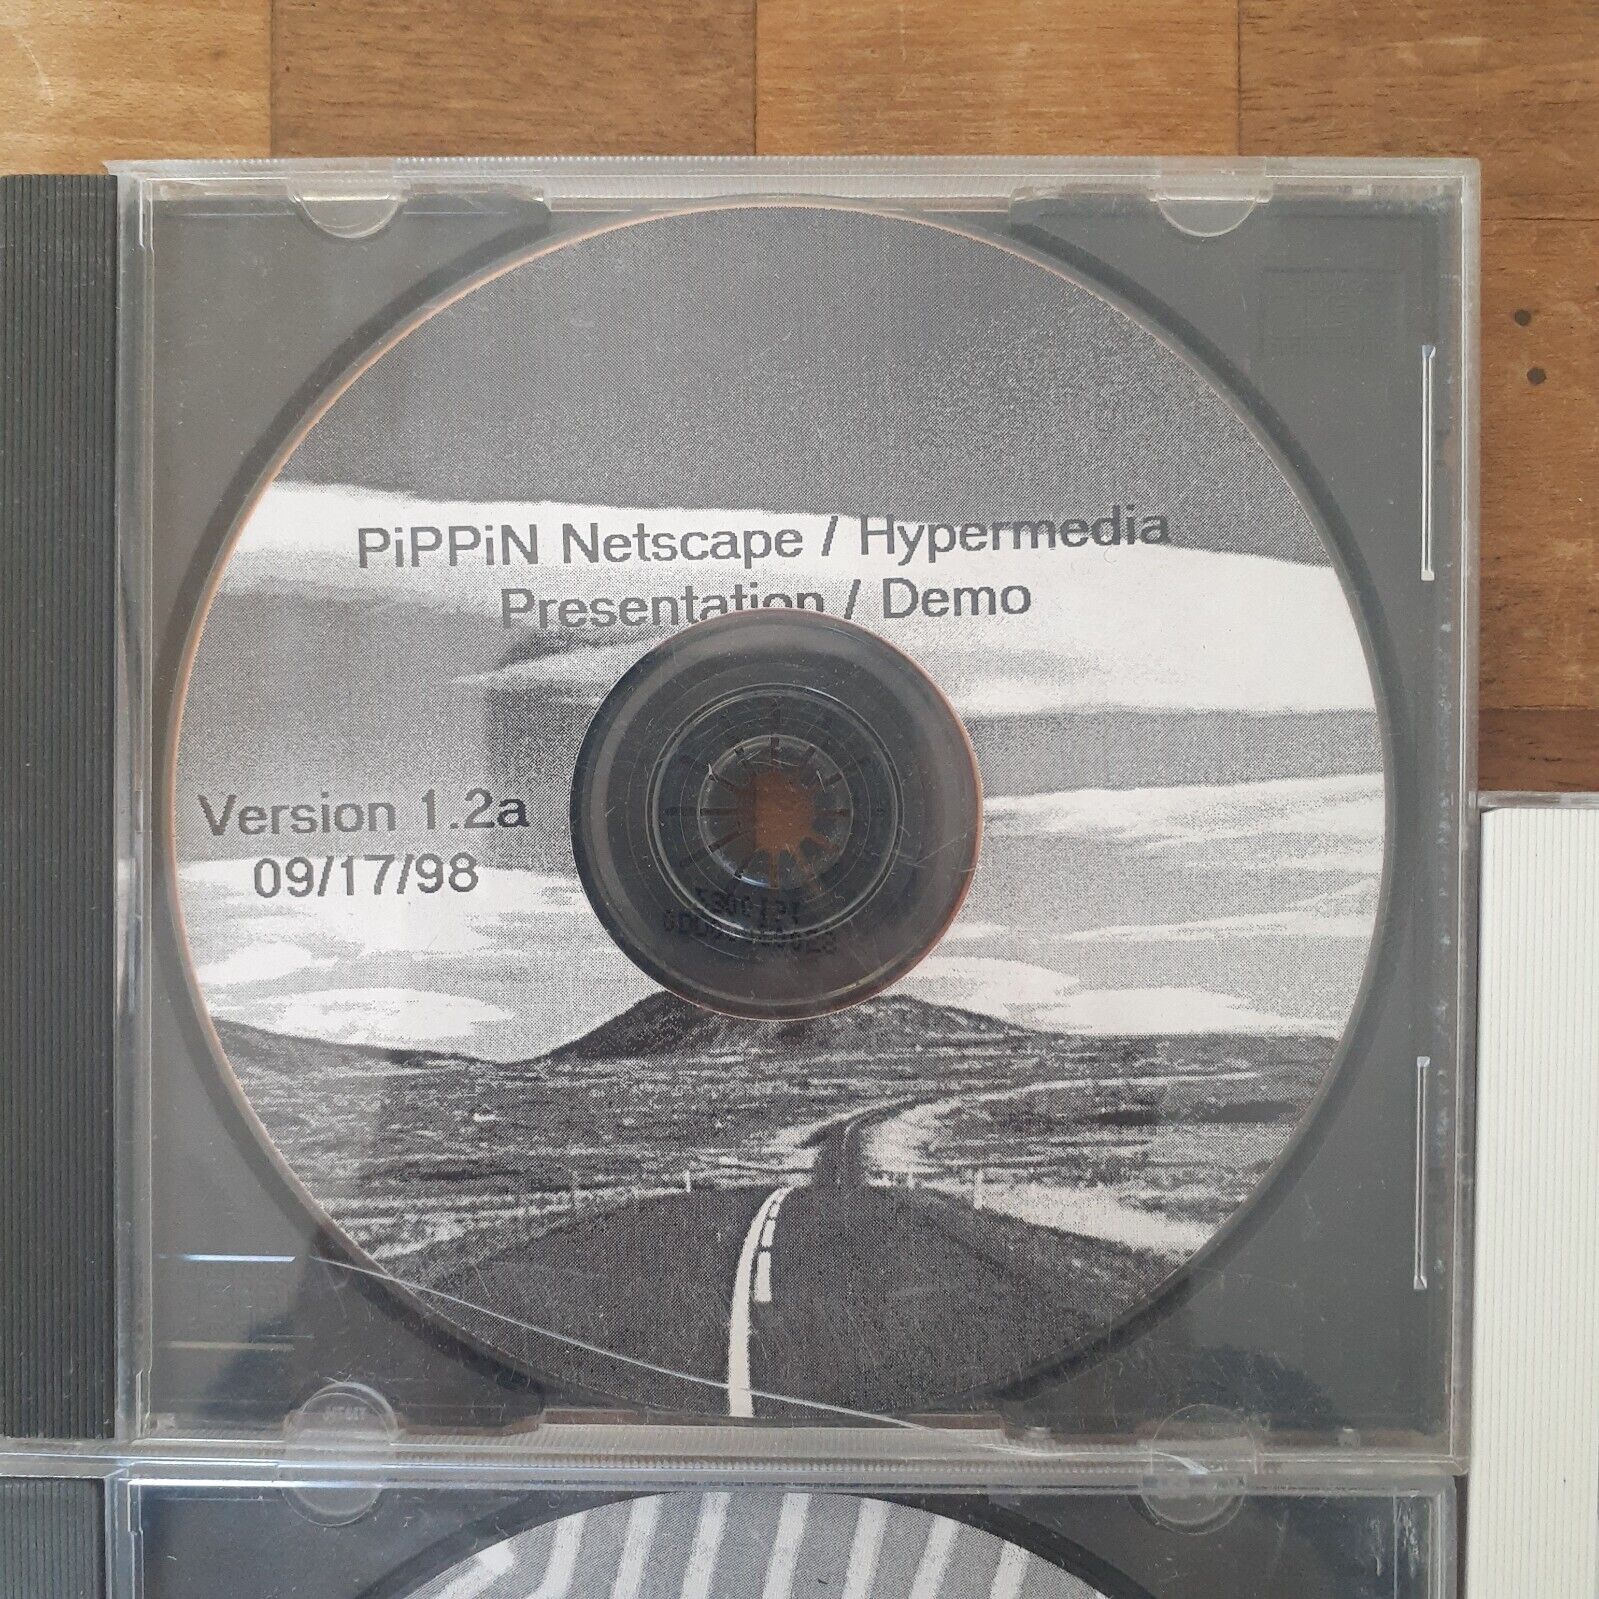 PiPPiN Netscape / Hypermedia
Presentation / Demo
Version 1.2a
09/17/98